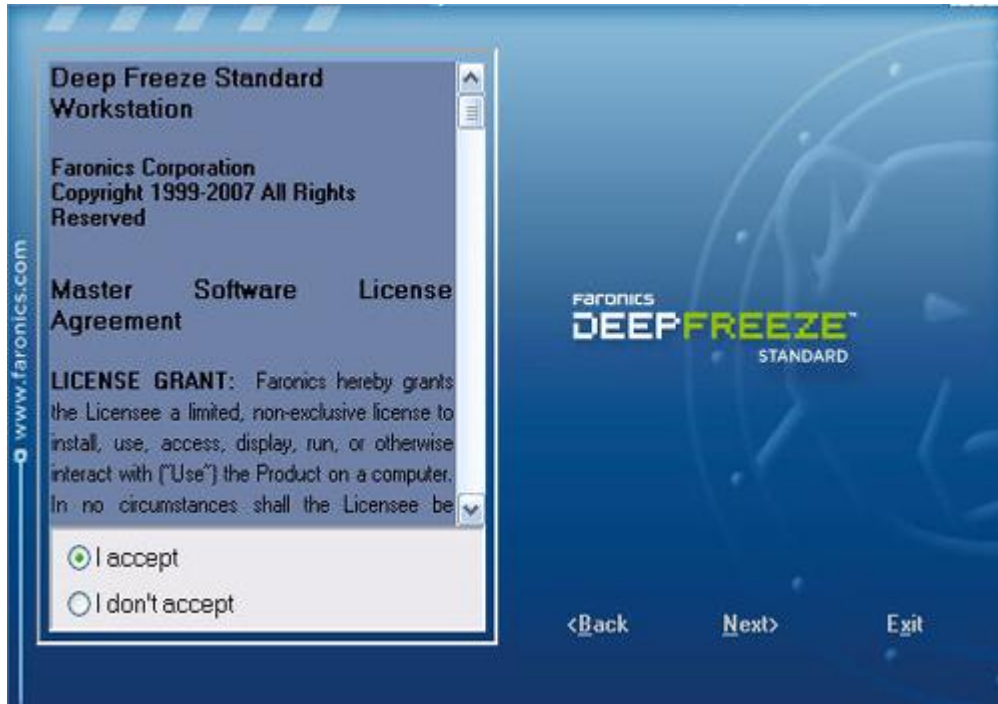 Deep Freeze Standard
Workstation
Faronics Corporation
Copyright 1999-2007 All Rights
Reserved
Master Software License
Agreement
LICENSE GRANT: Faronics hereby grants
the Licensee a limited, non-exclusive license to
install, use, access, display, run, or otherwise
interact with ("Use") the Product on a computer.
In no circumstances shall the Licensee be
I accept
I don't accept
www.faronics.com
Faronics
DEEPFREEZE™
STANDARD
<Back
Next>
Exit